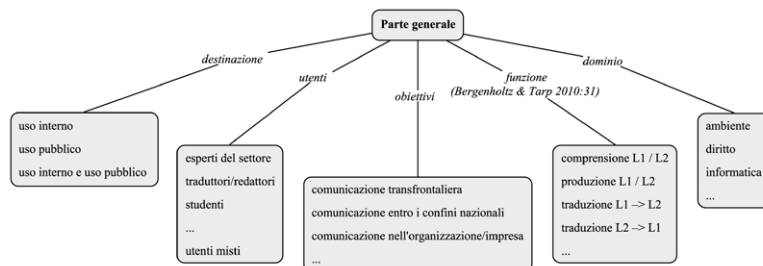 Parte generale
destinazione
utenti
obiettivi
funzione
(Bergenholtz & Tarp 2010:31)
dominio
uso interno
uso pubblico
uso interno e uso pubblico
esperti del settore
traduttori/redattori
studenti
...
utenti misti
comunicazione transfrontaliera
comunicazione entro i confini nazionali
comunicazione nell'organizzazione/impresa
...
comprensione L1 / L2
produzione L1 / L2
traduzione L1 –> L2
traduzione L2 –> L1
...
ambiente
diritto
informatica
...